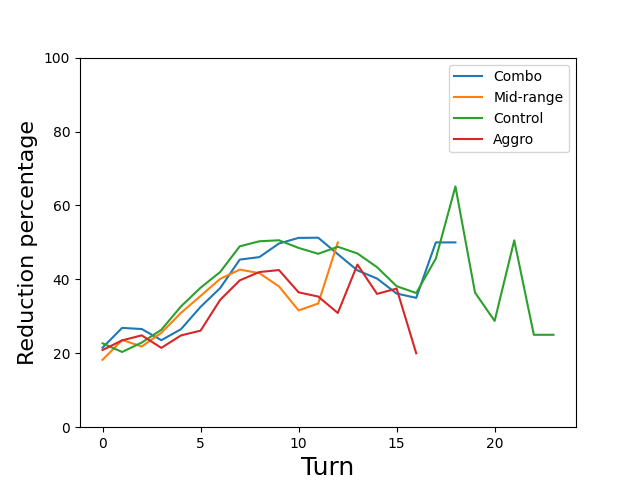 100
80
60
40
20
0
Reduction percentage
0 5 10 15 20
Turn
Combo
Mid-range
Control
Aggro